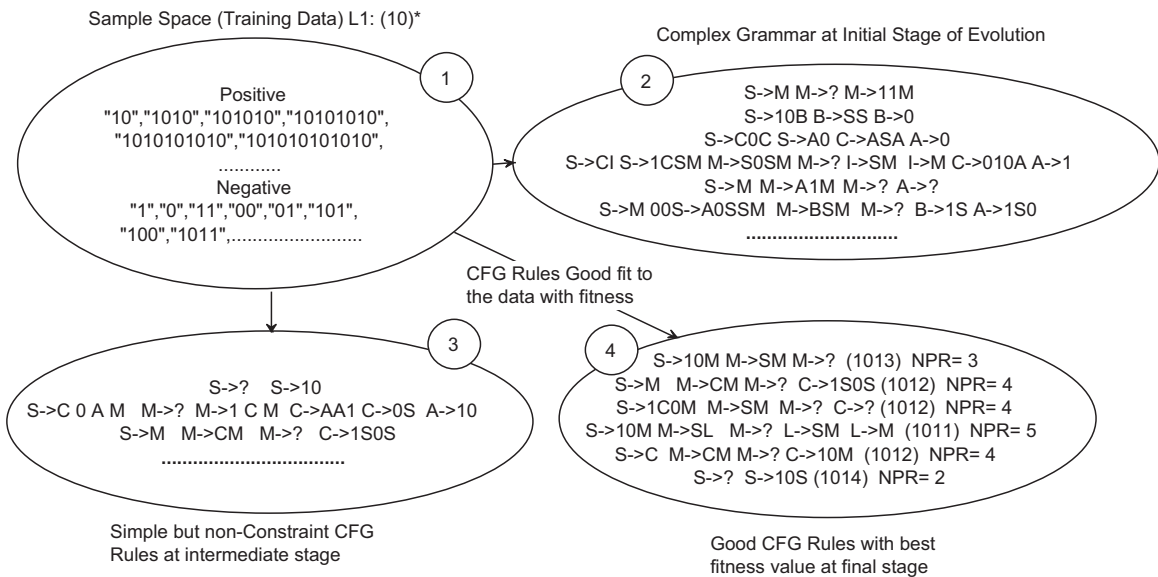 Sample Space (Training Data) L1: (10)*
1
Positive
"10","1010","101010","10101010",
"1010101010","101010101010",
.............
Negative
"1","0","11","00","01","101",
"100","1011",.........................
Complex Grammar at Initial Stage of Evolution
2
S->M M->? M->11M
S->10B B->SS B->0
S->C0C S->A0 C->ASA A->0
S->CI S->1CSM M->S0SM M->? I->SM I->M C->010A A->1
S->M M->A1M M->? A->?
S->M 00S->A0SSM M->BSM M->? B->1S A->1S0
.............................
CFG Rules Good fit to
the data with fitness
3
S->? S->10
S->C 0 A M M->? M->1 C M C->AA1 C->0S A->10
S->M M->CM M->? C->1S0S
...................................
Simple but non-Constraint CFG
Rules at intermediate stage
4
S->10M M->SM M->? (1013) NPR= 3
S->M M->CM M->? C->1S0S (1012) NPR= 4
S->1C0M M->SM M->? C->? (1012) NPR= 4
S->10M M->SL M->? L->SM L->M (1011) NPR= 5
S->C M->CM M->? C->10M (1012) NPR= 4
S->? S->10S (1014) NPR= 2
Good CFG Rules with best
fitness value at final stage